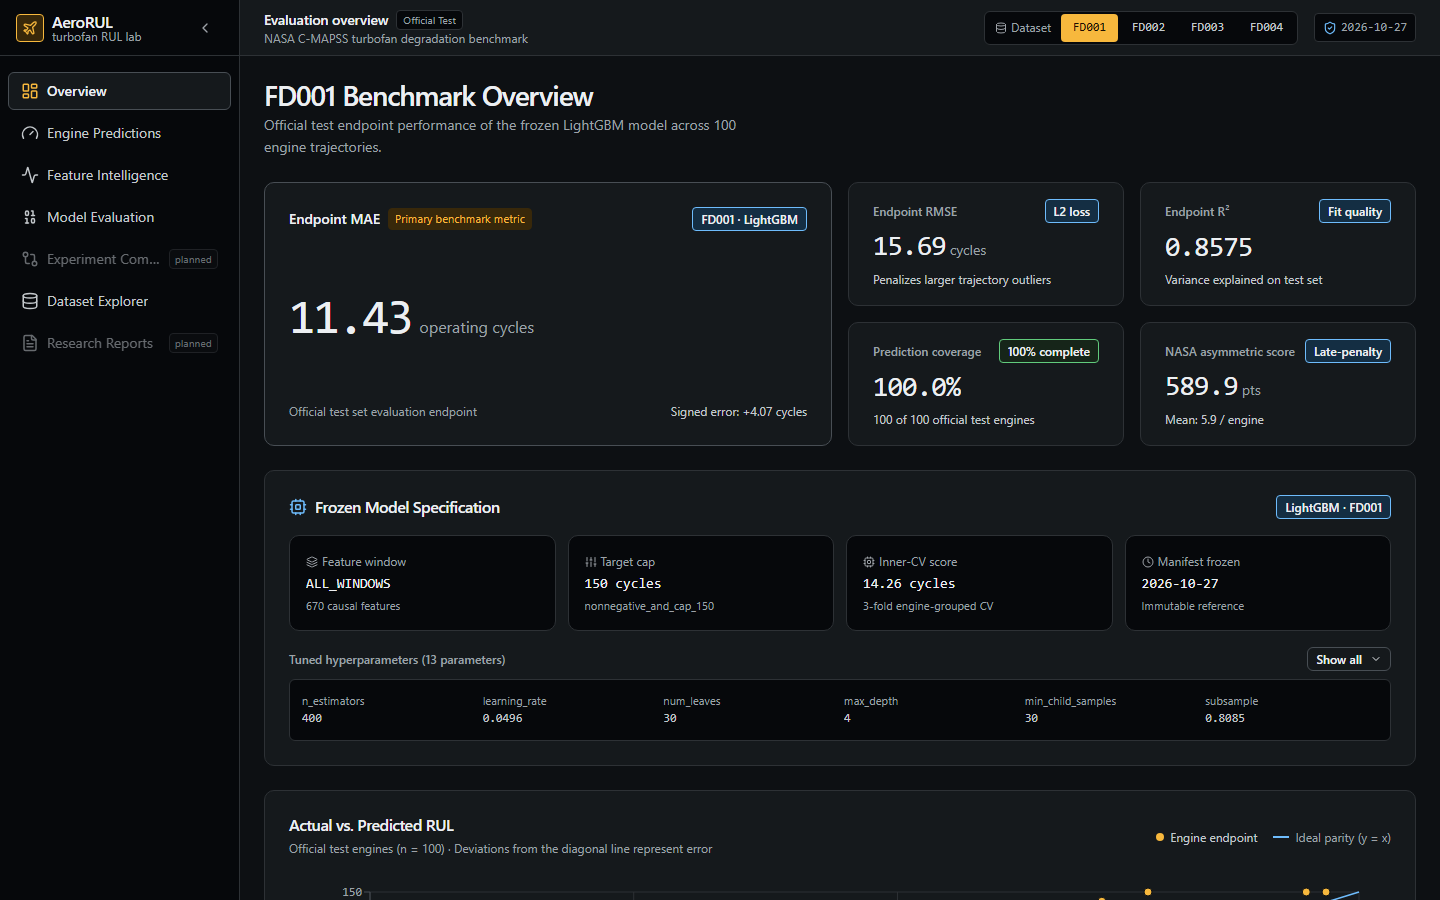 AeroRUL
turbofan RUL lab
Overview
Engine Predictions
Feature Intelligence
Model Evaluation
Experiment Com... planned
Dataset Explorer
Research Reports planned
Evaluation overview Official Test
NASA C-MAPSS turbofan degradation benchmark
Dataset FD001 FD002 FD003 FD004
2026-10-27
FD001 Benchmark Overview
Official test endpoint performance of the frozen LightGBM model across 100
engine trajectories.
Endpoint MAE Primary benchmark metric FD001 · LightGBM
11.43 operating cycles
Official test set evaluation endpoint Signed error: +4.07 cycles
Endpoint RMSE L2 loss
15.69 cycles
Penalizes larger trajectory outliers
Endpoint R² Fit quality
0.8575
Variance explained on test set
Prediction coverage 100% complete
100.0%
100 of 100 official test engines
NASA asymmetric score Late-penalty
589.9 pts
Mean: 5.9 / engine
Frozen Model Specification LightGBM · FD001
Feature window
ALL_WINDOWS
670 causal features
Target cap
150 cycles
nonnegative_and_cap_150
Inner-CV score
14.26 cycles
3-fold engine-grouped CV
Manifest frozen
2026-10-27
Immutable reference
Tuned hyperparameters (13 parameters) Show all
n_estimators learning_rate num_leaves max_depth min_child_samples subsample
400 0.0496 30 4 30 0.8085
Actual vs. Predicted RUL
Official test engines (n = 100) · Deviations from the diagonal line represent error
Engine endpoint Ideal parity (y = x)
150